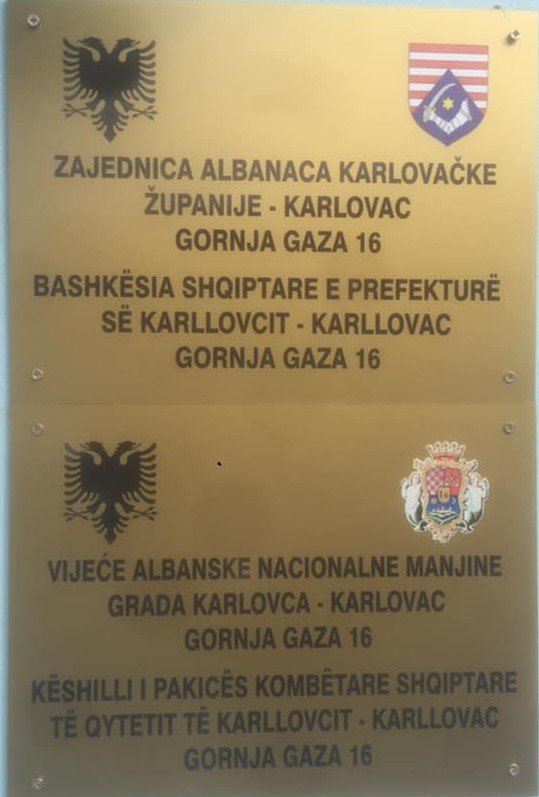 ZAJEDNICA ALBANACA KARLOVAČKE
ŽUPANIJE - KARLOVAC
GORNJA GAZA 16
BASHKËSIA SHQIPTARE E PREFEKTURË
SË KARLLOVCIT - KARLLOVAC
GORNJA GAZA 16
VIJEĆE ALBANSKE NACIONALNE MANJINE
GRADA KARLOVCA - KARLOVAC
GORNJA GAZA 16
KËSHILLI I PAKICËS KOMBËTARE SHQIPTARE
TË QYTETIT TË KARLLOVCIT - KARLLOVAC
GORNJA GAZA 16